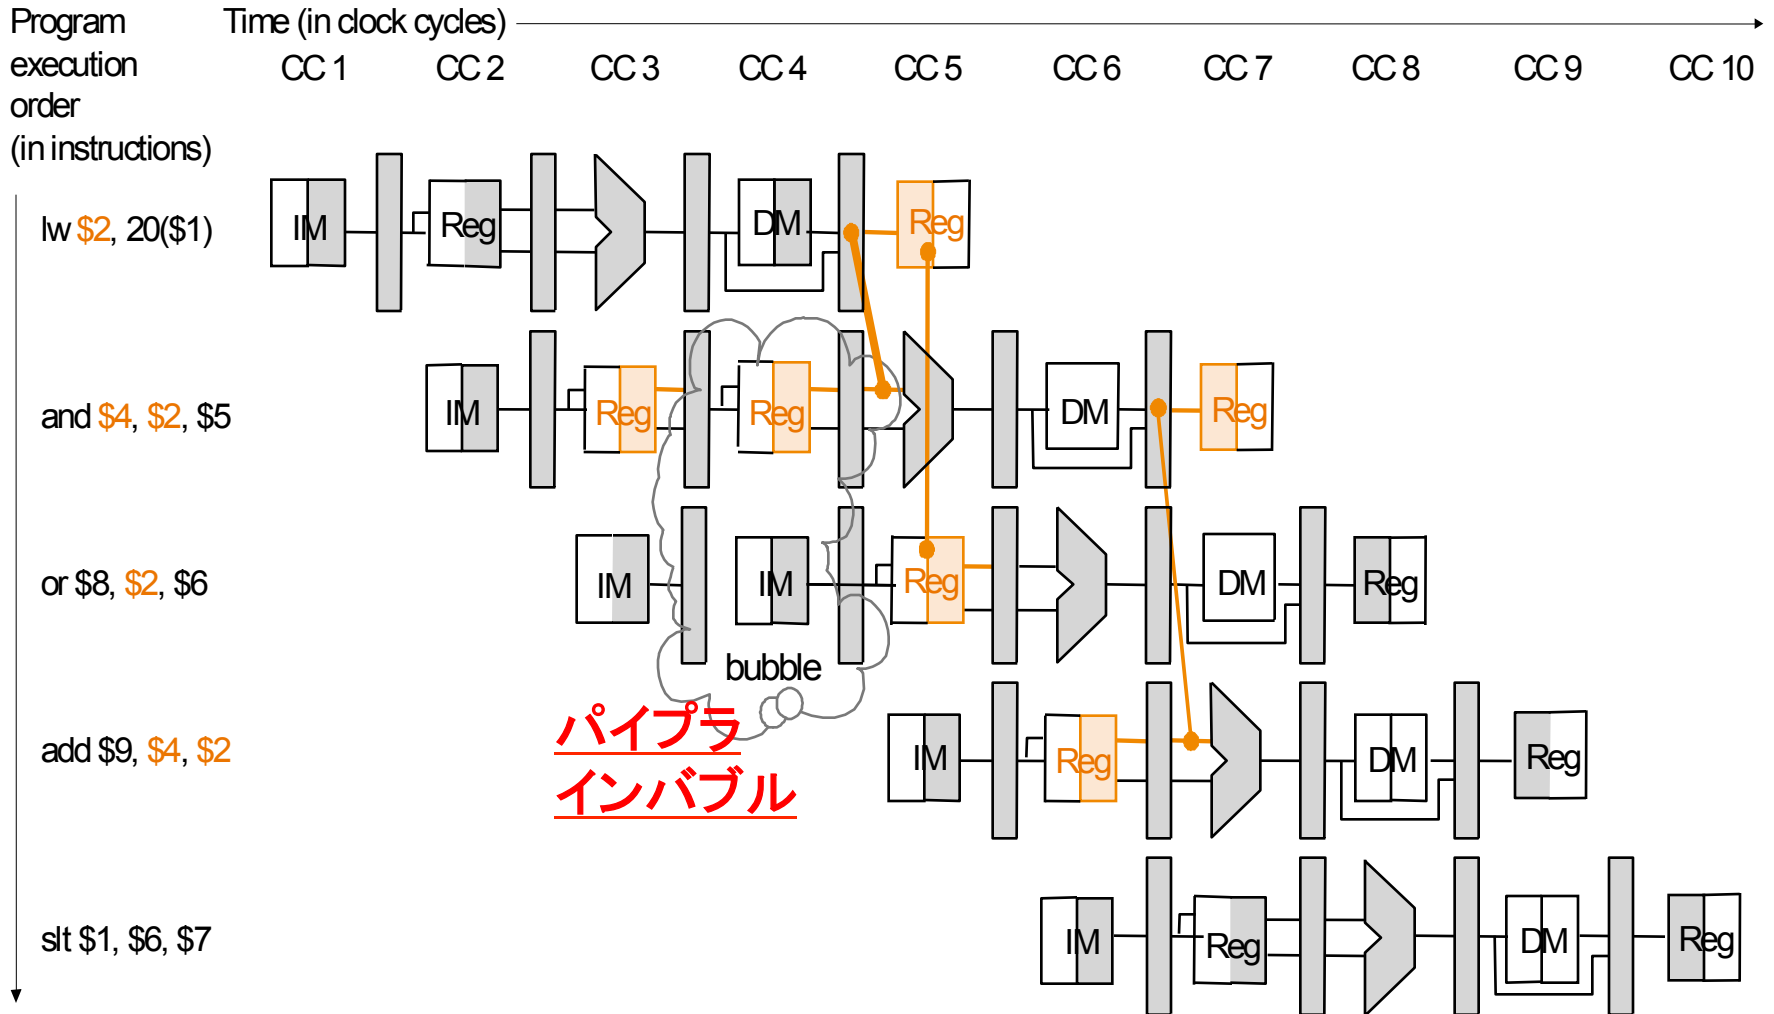 Program
execution
order
(in instructions)
Time (in clock cycles)
CC 1 CC 2 CC 3 CC 4 CC 5 CC 6 CC 7 CC 8 CC 9 CC 10
lw $2, 20($1)
IM Reg DM Reg
and $4, $2, $5
IM Reg Reg DM Reg
or $8, $2, $6
IM IM Reg DM Reg
bubble
パイプラ
インバブル
add $9, $4, $2
IM Reg DM Reg
slt $1, $6, $7
IM Reg DM Reg